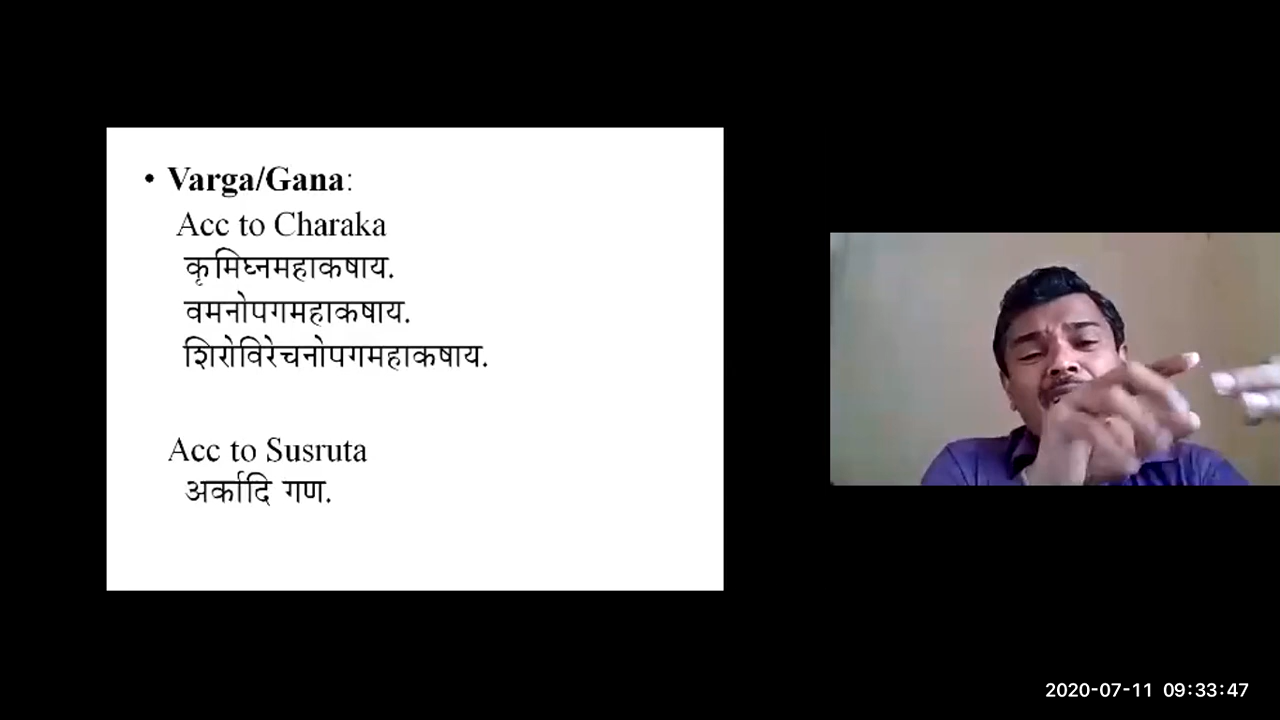 • Varga/Gana:
Acc to Charaka
कृमिघ्नमहाकषाय.
वमनोपगमहाकषाय.
शिरोविरेचनोपगमहाकषाय.
Acc to Susruta
अर्कादि गण.
2020-07-11 09:33:47